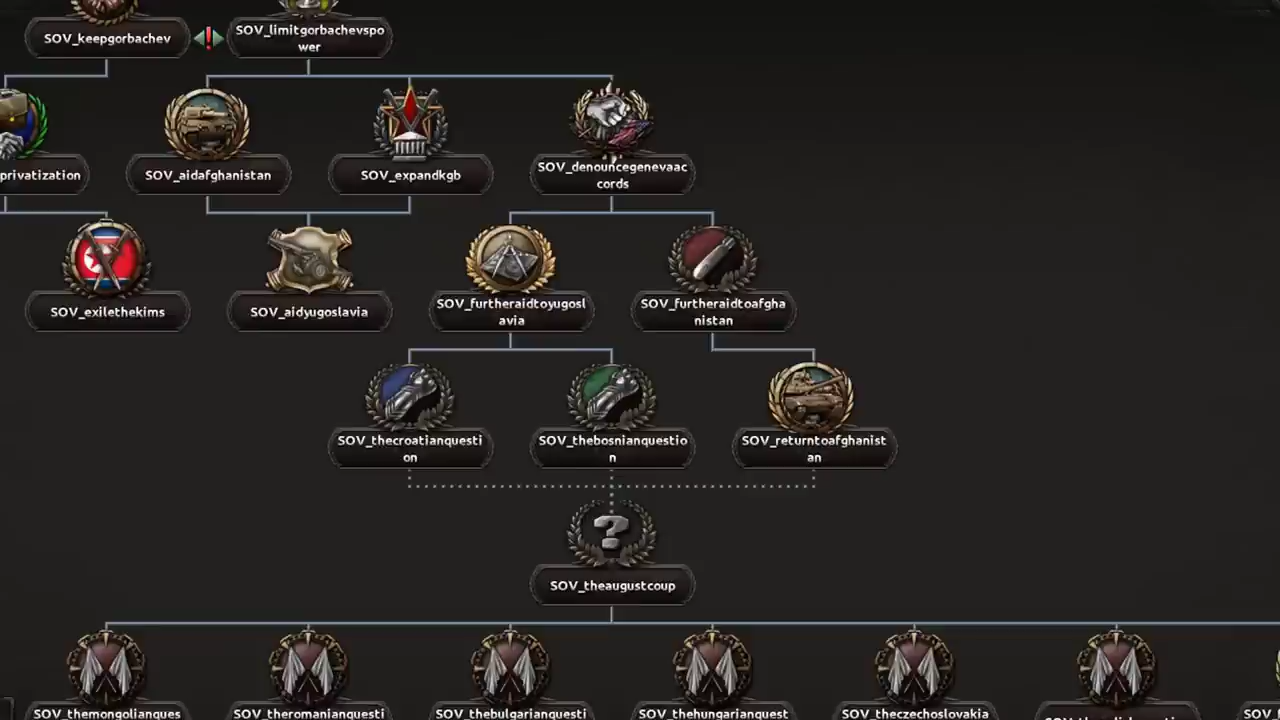 SOV_keepgorbachev
SOV_limitgorbachevspo
wer
privatization
SOV_aidafghanistan
SOV_expandkgb
SOV_denouncegenevaac
cords
SOV_exilethekims
SOV_aidyugoslavia
SOV_furtheraidtoyugosl
avia
SOV_furtheraidtoafgha
nistan
SOV_thecroatianquesti
on
SOV_thebosnianquestio
n
SOV_returntoafghanist
an
SOV_theaugustcoup
SOV_themongolianques
SOV_theromanianquesti
SOV_thebulgarianquesti
SOV_thehungarianquest
SOV_theczechoslovakia